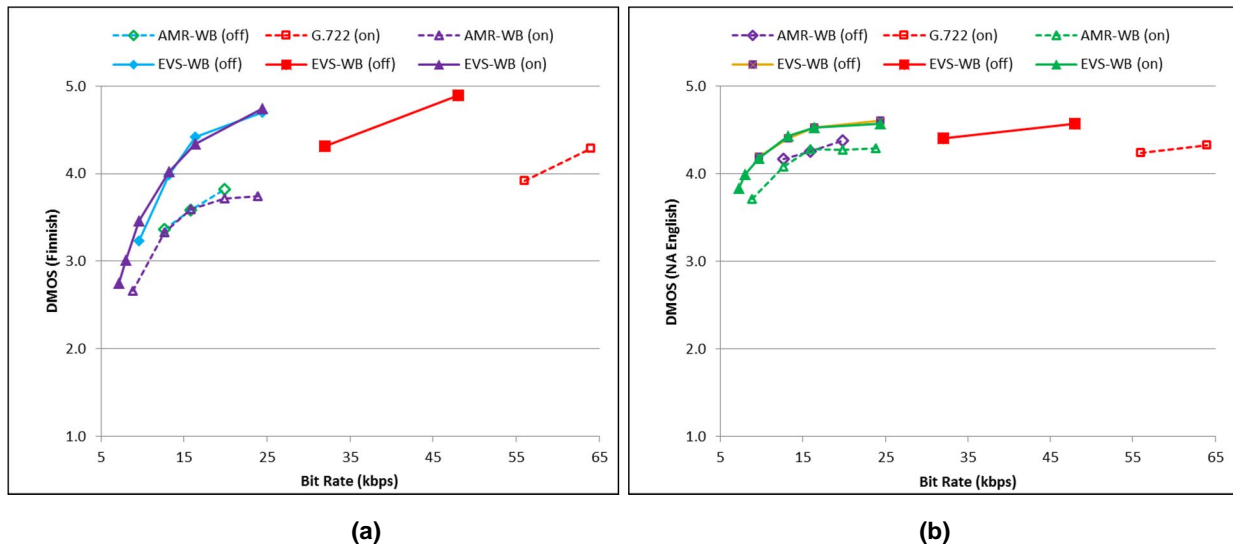 AMR-WB (off) G.722 (on) AMR-WB (on)
EVS-WB (off) EVS-WB (off) EVS-WB (on)
5.0
4.0
3.0
2.0
1.0
DMOS (Finnish)
5 15 25 35 45 55 65
Bit Rate (kbps)
(a)
AMR-WB (off) G.722 (on) AMR-WB (on)
EVS-WB (off) EVS-WB (off) EVS-WB (on)
5.0
4.0
3.0
2.0
1.0
DMOS (NA English)
5 15 25 35 45 55 65
Bit Rate (kbps)
(b)